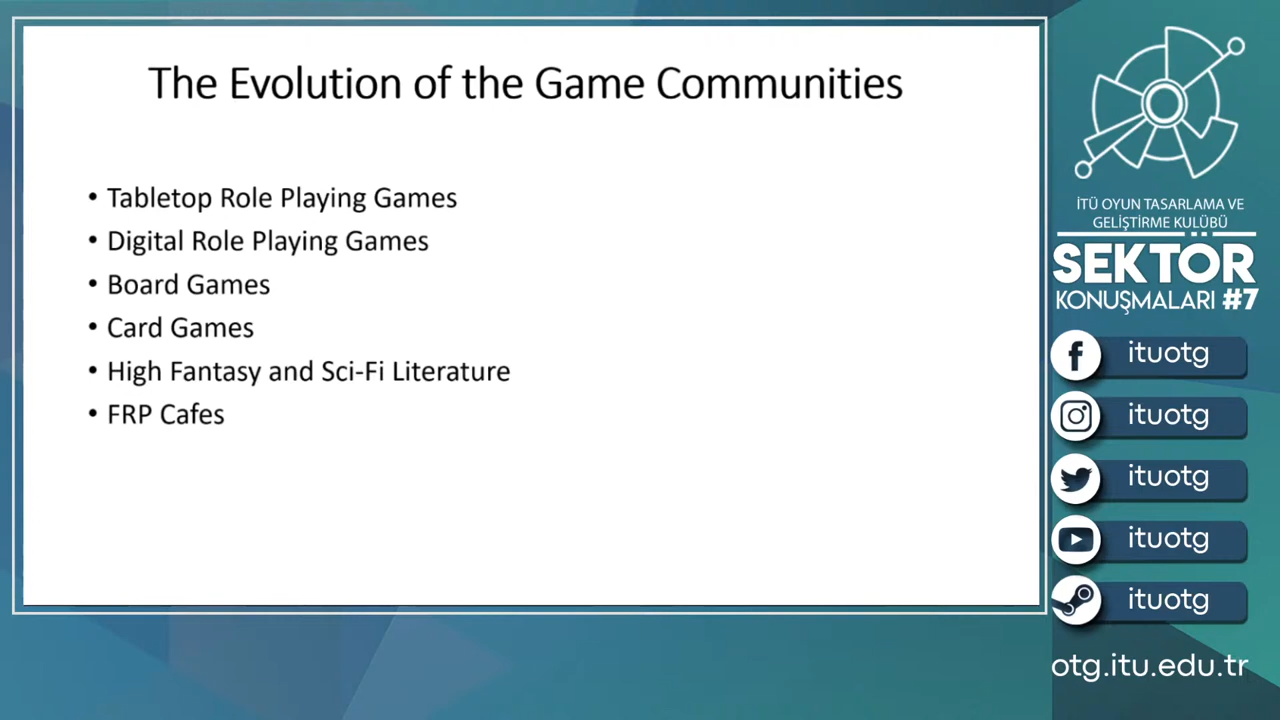 The Evolution of the Game Communities
• Tabletop Role Playing Games
• Digital Role Playing Games
• Board Games
• Card Games
• High Fantasy and Sci-Fi Literature
• FRP Cafes
İTÜ OYUN TASARLAMA VE
GELİŞTİRME KULÜBÜ
SEKTÖR
KONUŞMALARI #7
ituotg
ituotg
ituotg
ituotg
ituotg
otg.itu.edu.tr